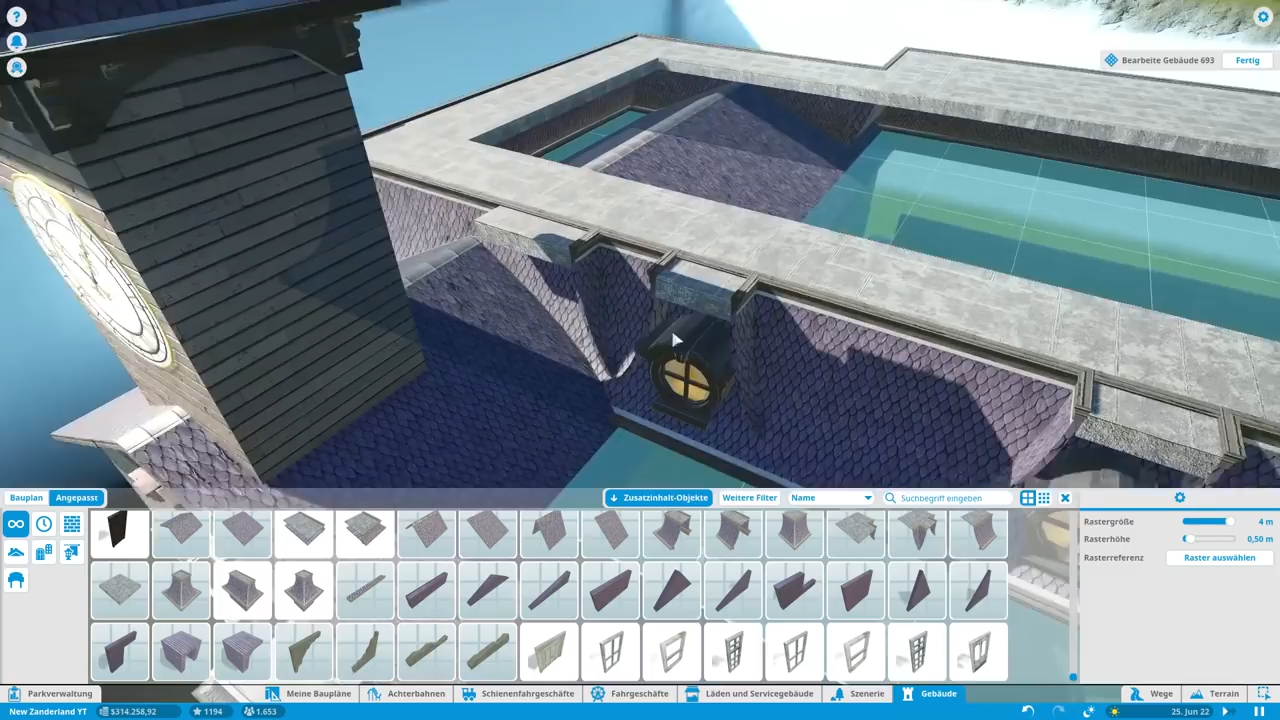 Bearbeite Gebäude 693 Fertig
Bauplan Angepasst Zusatzinhalt-Objekte Weitere Filter Name Suchbegriff eingeben
Rastergröße 4 m
Rasterhöhe 0,50 m
Rasterreferenz Raster auswählen
Parkverwaltung Meine Baupläne Achterbahnen Schienenfahrgeschäfte Fahrgeschäfte Läden und Servicegebäude Szenerie Gebäude Wege Terrain
New Zanderland YT $314.258,92 1194 1.653 25. Jun 22